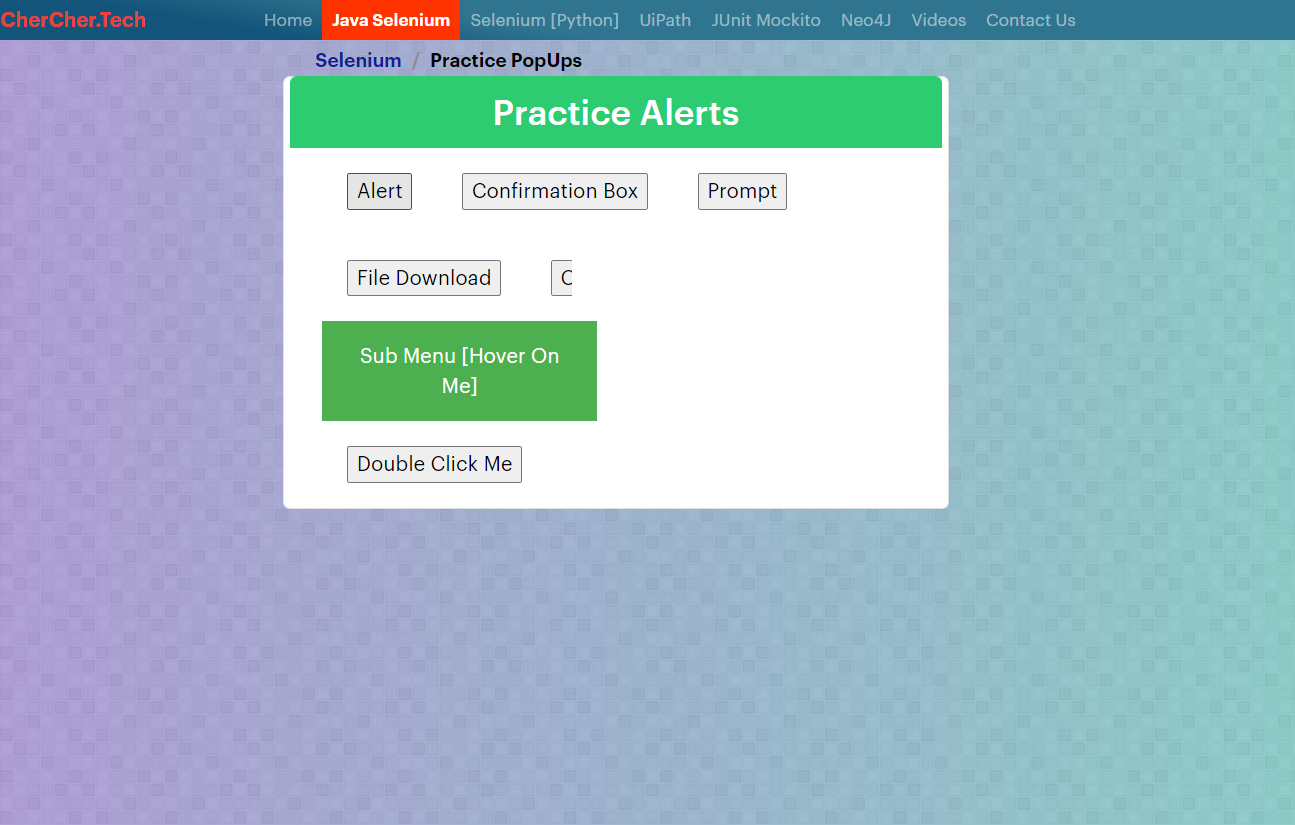 CherCher.Tech Home Java Selenium Selenium [Python] UiPath JUnit Mockito Neo4J Videos Contact Us
Selenium / Practice PopUps
Practice Alerts
Alert Confirmation Box Prompt
File Download C
Sub Menu [Hover On
Me]
Double Click Me